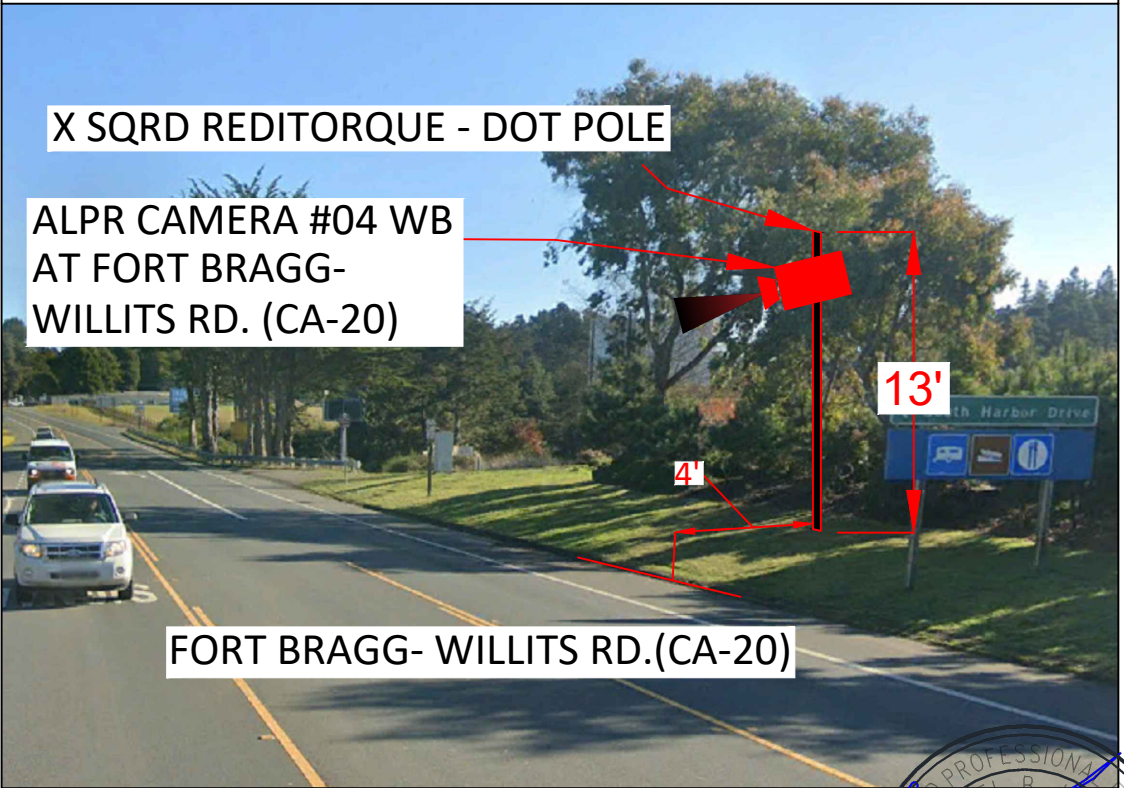 X SQRD REDITORQUE - DOT POLE
ALPR CAMERA #04 WB
AT FORT BRAGG-
WILLITS RD. (CA-20)
13'
Harbor Drive
4'
FORT BRAGG- WILLITS RD.(CA-20)
PROFESSIONA